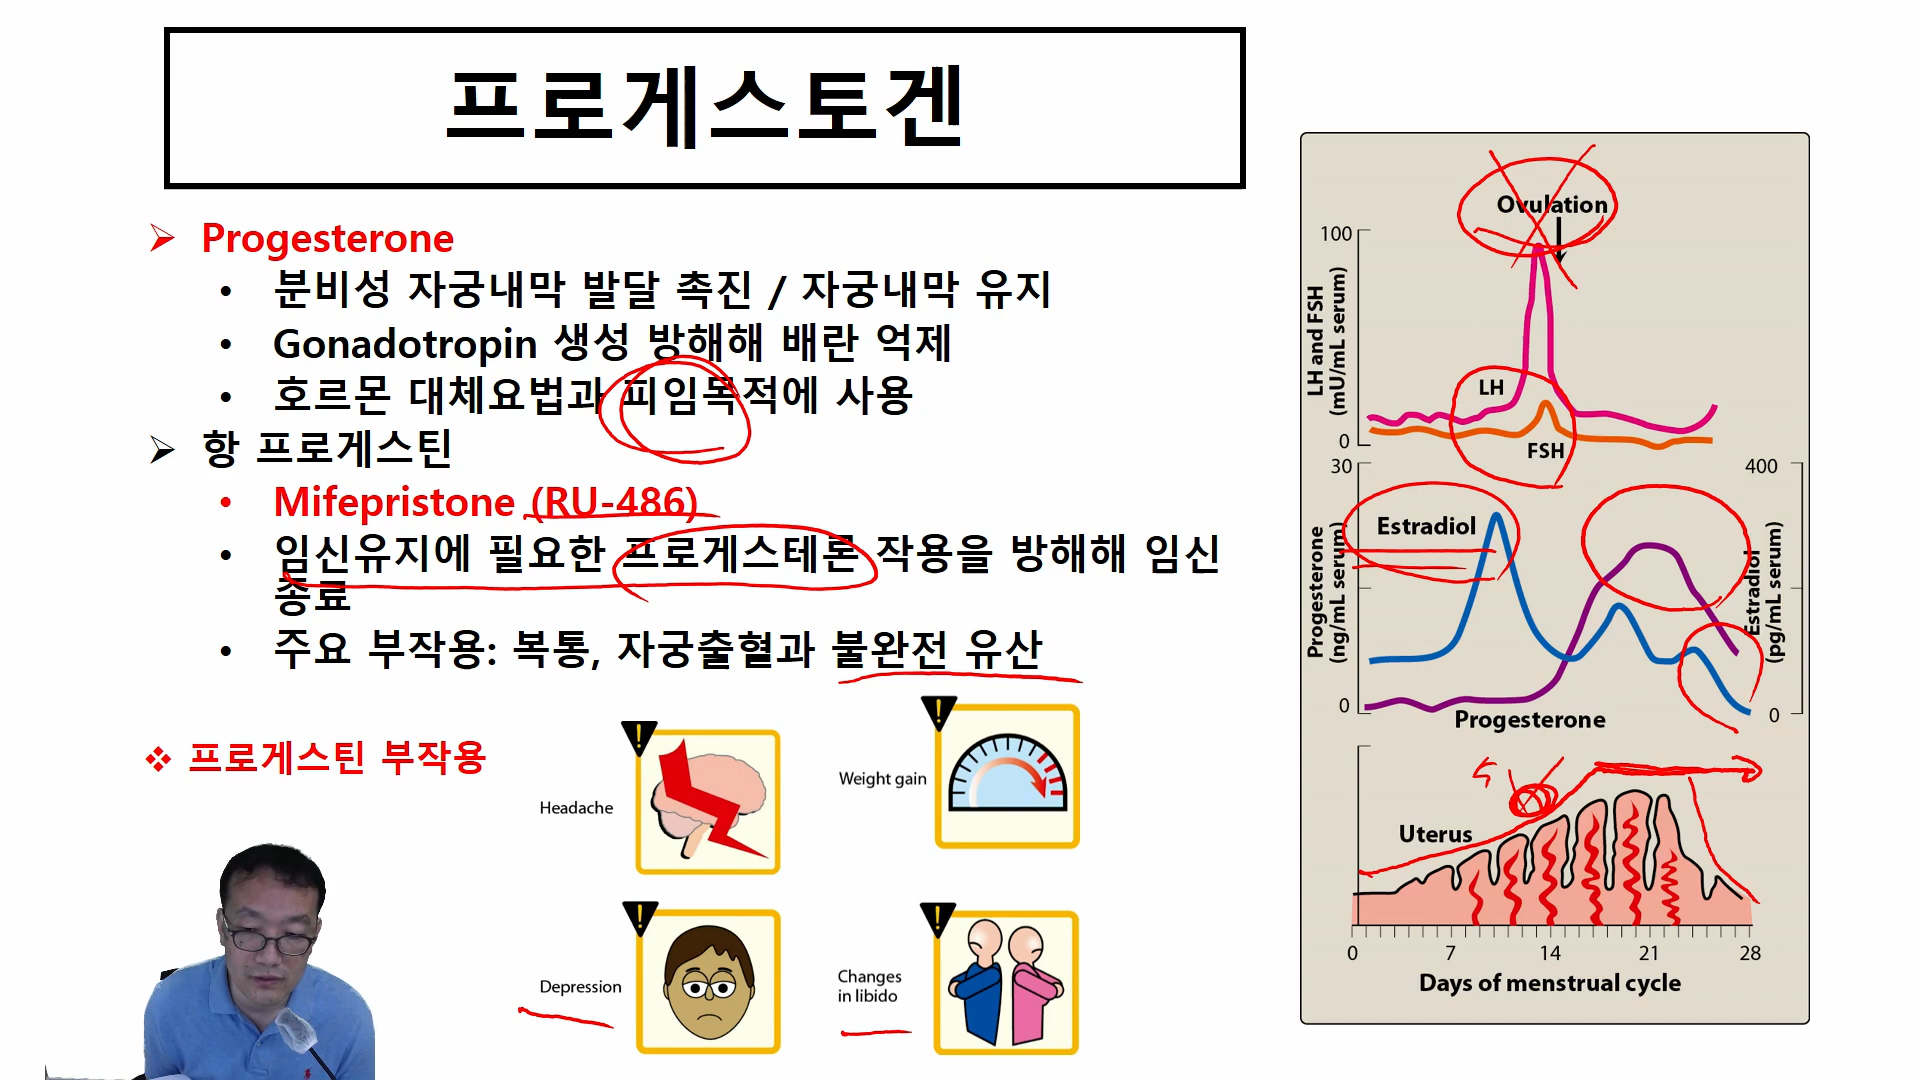 프로게스토겐
➢ Progesterone
• 분비성 자궁내막 발달 촉진 / 자궁내막 유지
• Gonadotropin 생성 방해해 배란 억제
• 호르몬 대체요법과 피임목적에 사용
➢ 항 프로게스틴
• Mifepristone (RU-486)
• 임신유지에 필요한 프로게스테론 작용을 방해해 임신
종료
• 주요 부작용: 복통, 자궁출혈과 불완전 유산
❖ 프로게스틴 부작용
Headache
Weight gain
Depression
Changes
in libido
Ovulation
100
LH and FSH
(mU/mL serum)
LH
0
FSH
30
400
Estradiol
Progesterone
(ng/mL serum)
Estradiol
(pg/mL serum)
0
Progesterone
0
Uterus
0 7 14 21 28
Days of menstrual cycle